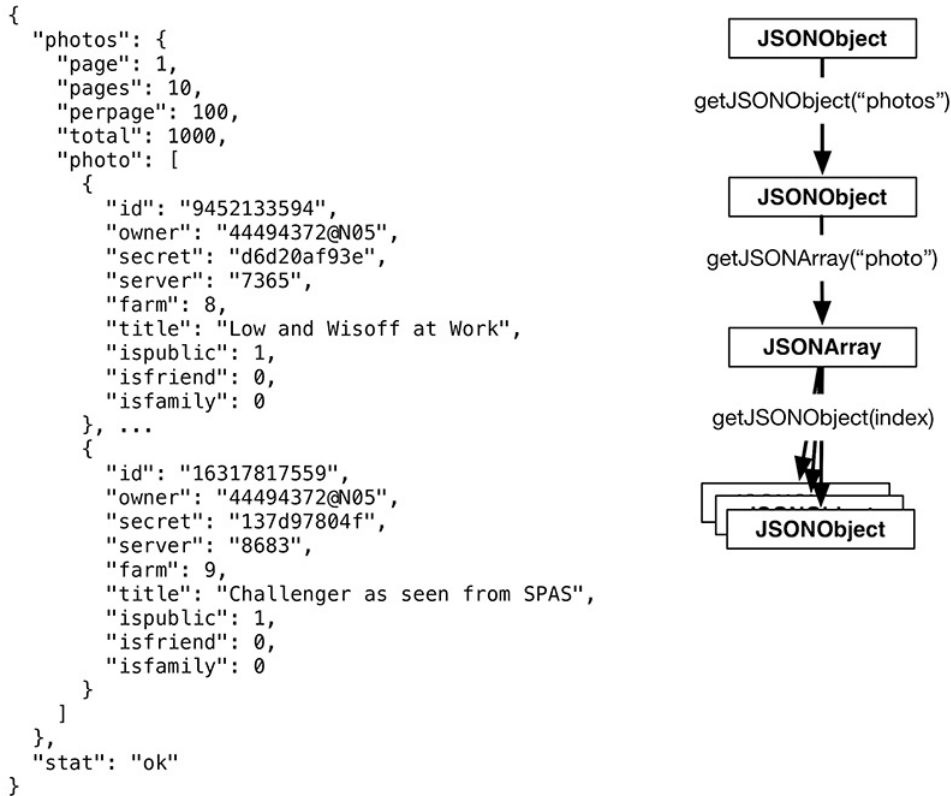 {
  "photos": {
    "page": 1,
    "pages": 10,
    "perpage": 100,
    "total": 1000,
    "photo": [
      {
        "id": "9452133594",
        "owner": "44494372@N05",
        "secret": "d6d20af93e",
        "server": "7365",
        "farm": 8,
        "title": "Low and Wisoff at Work",
        "ispublic": 1,
        "isfriend": 0,
        "isfamily": 0
      }, ...
      {
        "id": "16317817559",
        "owner": "44494372@N05",
        "secret": "137d97804f",
        "server": "8683",
        "farm": 9,
        "title": "Challenger as seen from SPAS",
        "ispublic": 1,
        "isfriend": 0,
        "isfamily": 0
      }
    ]
  },
  "stat": "ok"
}
JSONObject
getJSONObject(“photos”)
JSONObject
getJSONArray(“photo”)
JSONArray
getJSONObject(index)
JSONObject